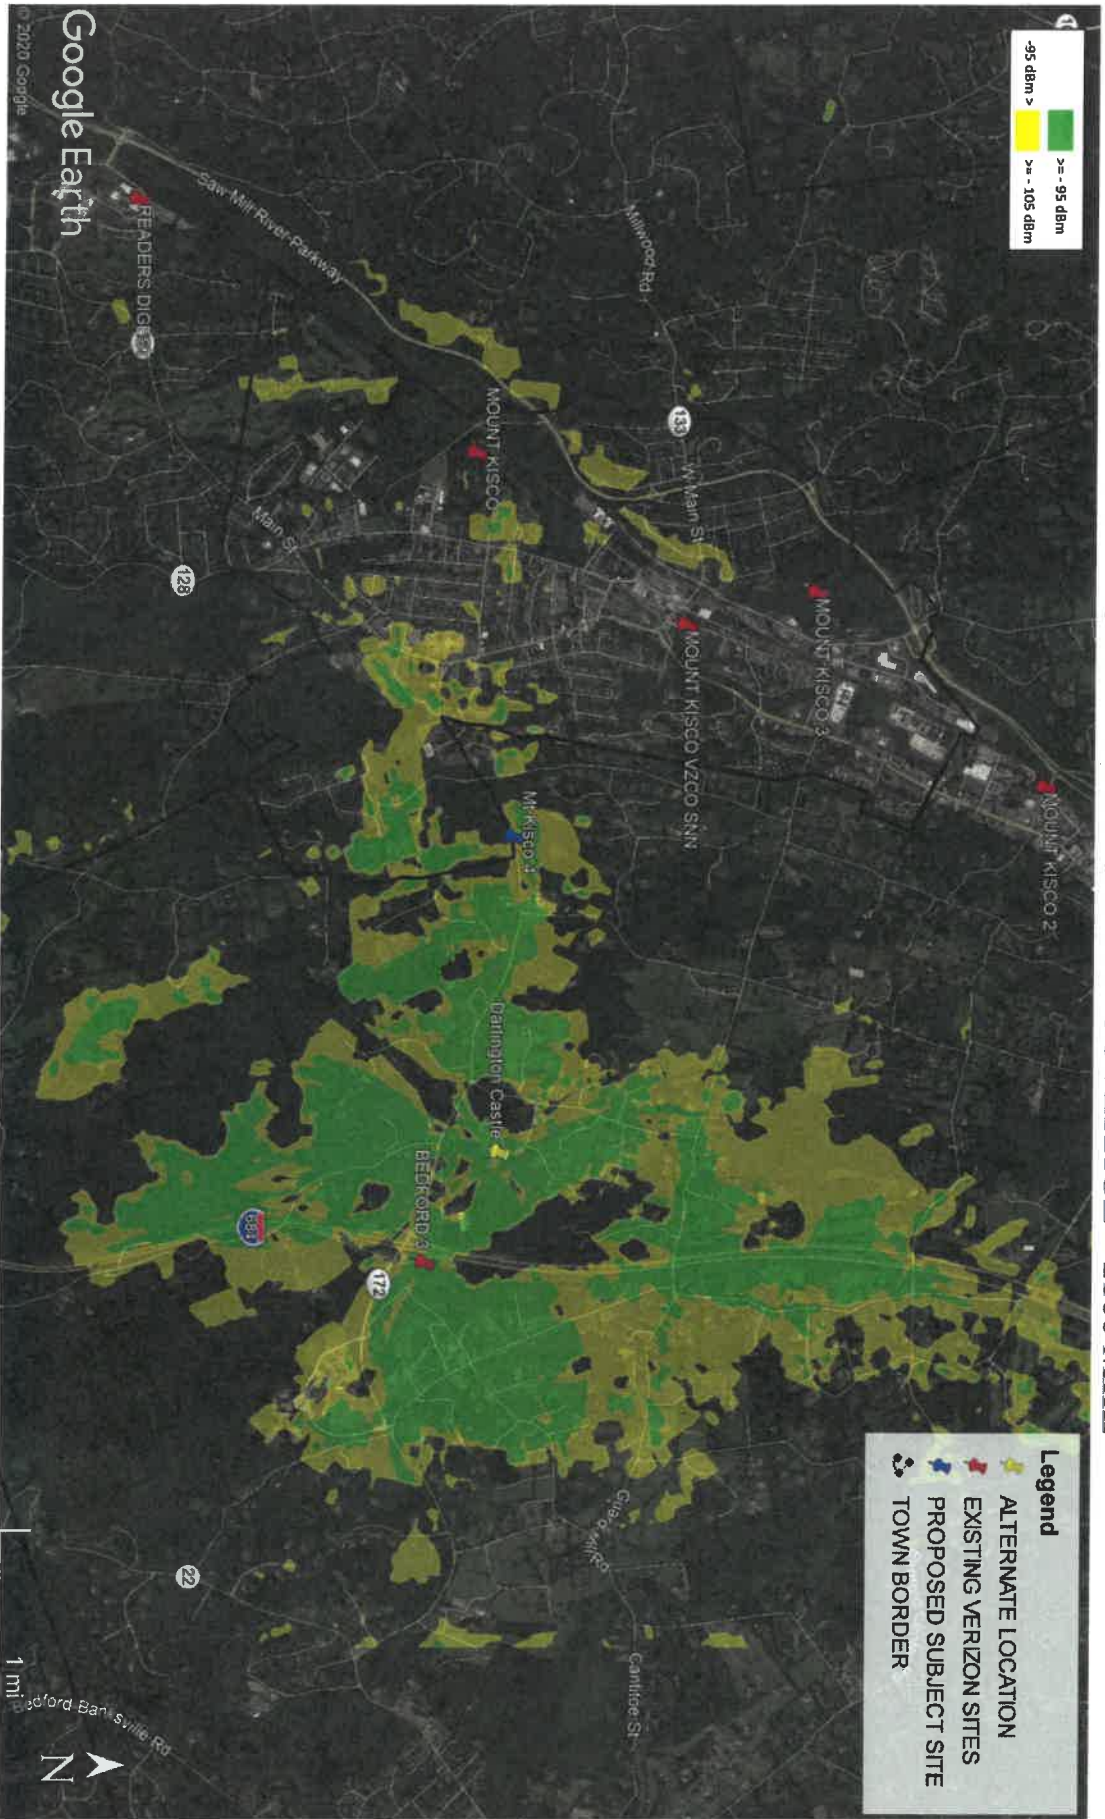 >= - 95 dBm
-95 dBm > >= - 105 dBm
Legend
ALTERNATE LOCATION
EXISTING VERIZON SITES
PROPOSED SUBJECT SITE
TOWN BORDER
MOUNT KISCO 2
MOUNT KISCO 3
MOUNT KISCO VZCO SNN
Millwood Rd
133
W Main St
MOUNT KISCO
Mt Kisco 4
Darlington Castle
BEDFORD 3
Guard Hill Rd
Cantitoe St
Saw Mill River Parkway
Main St
128
684
172
22
READERS DIGEST
Bedford Banksville Rd
Google Earth
© 2020 Google
1 mi
N